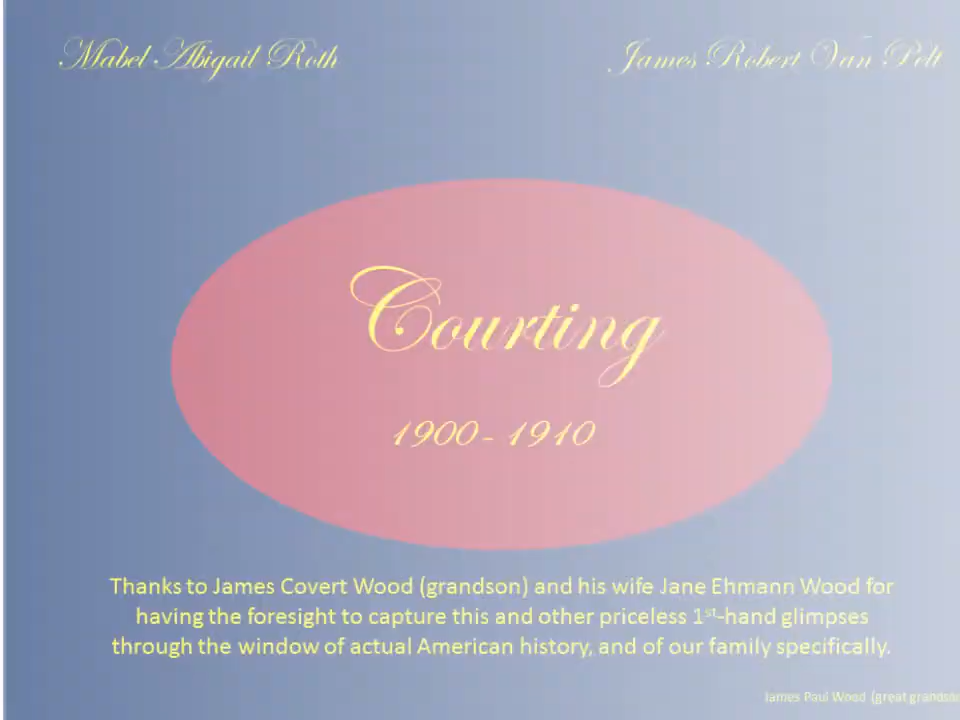 Mabel Abigail Roth
James Robert Van Pelt
Courting
1900 - 1910
Thanks to James Covert Wood (grandson) and his wife Jane Ehmann Wood for
having the foresight to capture this and other priceless 1st-hand glimpses
through the window of actual American history, and of our family specifically.
James Paul Wood (great grandson